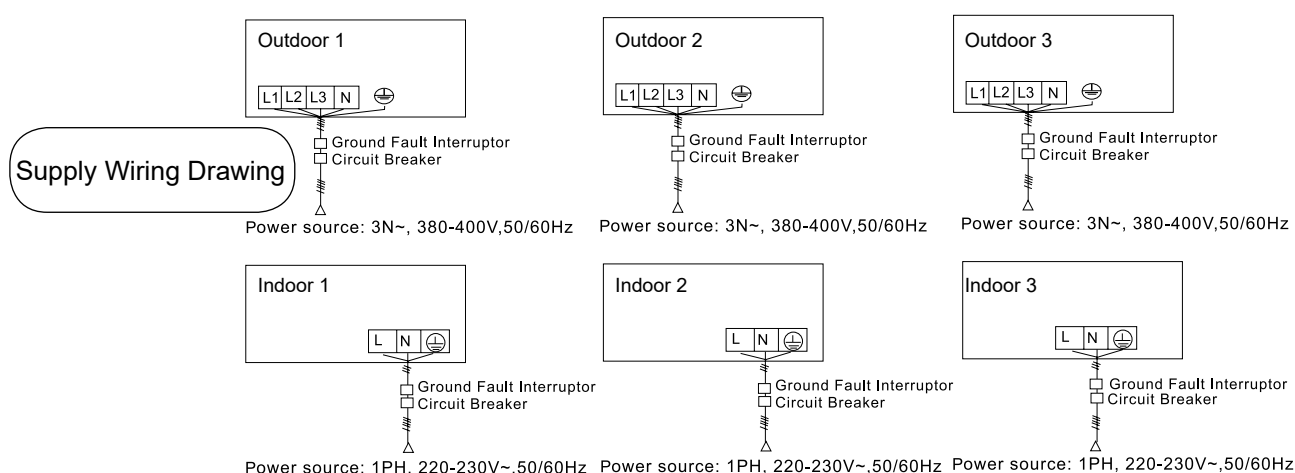 Supply Wiring Drawing
Outdoor 1
L1 L2 L3 N
Ground Fault Interruptor
Circuit Breaker
Power source: 3N~, 380-400V,50/60Hz
Outdoor 2
L1 L2 L3 N
Ground Fault Interruptor
Circuit Breaker
Power source: 3N~, 380-400V,50/60Hz
Outdoor 3
L1 L2 L3 N
Ground Fault Interruptor
Circuit Breaker
Power source: 3N~, 380-400V,50/60Hz
Indoor 1
L N
Ground Fault Interruptor
Circuit Breaker
Power source: 1PH, 220-230V~,50/60Hz
Indoor 2
L N
Ground Fault Interruptor
Circuit Breaker
Power source: 1PH, 220-230V~,50/60Hz
Indoor 3
L N
Ground Fault Interruptor
Circuit Breaker
Power source: 1PH, 220-230V~,50/60Hz